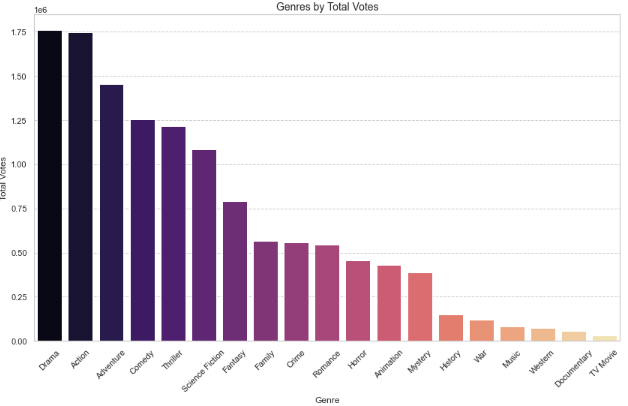 Genres by Total Votes
1e6
1.75
1.50
1.25
1.00
0.75
0.50
0.25
0.00
Total Votes
Drama
Action
Adventure
Comedy
Thriller
Science Fiction
Fantasy
Family
Crime
Romance
Horror
Animation
Mystery
History
War
Music
Western
Documentary
TV Movie
Genre